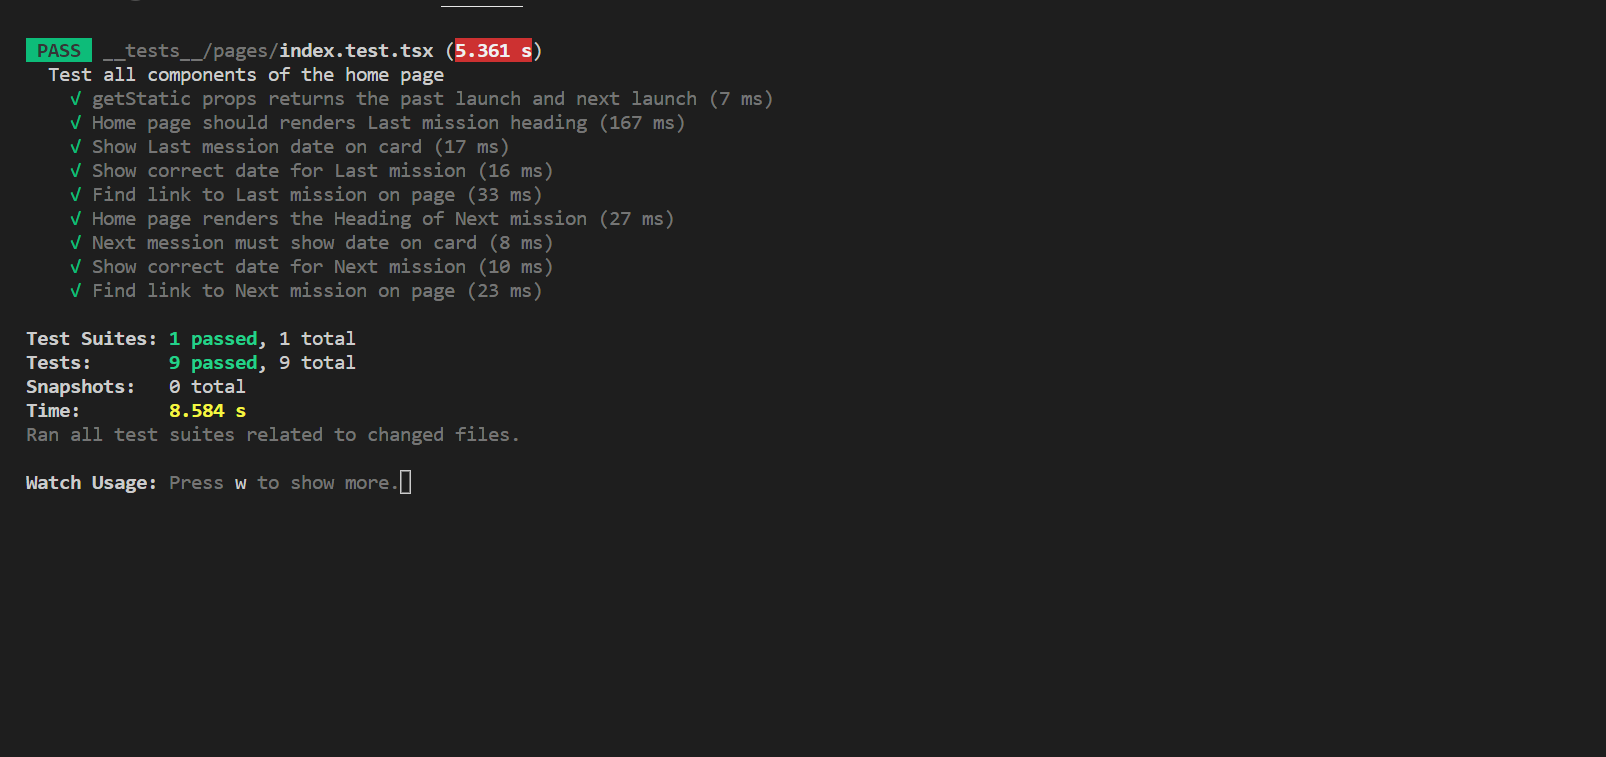 PASS __tests__/pages/index.test.tsx (5.361 s)
Test all components of the home page
√ getStatic props returns the past launch and next launch (7 ms)
√ Home page should renders Last mission heading (167 ms)
√ Show Last mession date on card (17 ms)
√ Show correct date for Last mission (16 ms)
√ Find link to Last mission on page (33 ms)
√ Home page renders the Heading of Next mission (27 ms)
√ Next mession must show date on card (8 ms)
√ Show correct date for Next mission (10 ms)
√ Find link to Next mission on page (23 ms)
Test Suites: 1 passed, 1 total
Tests: 9 passed, 9 total
Snapshots: 0 total
Time: 8.584 s
Ran all test suites related to changed files.
Watch Usage: Press w to show more.